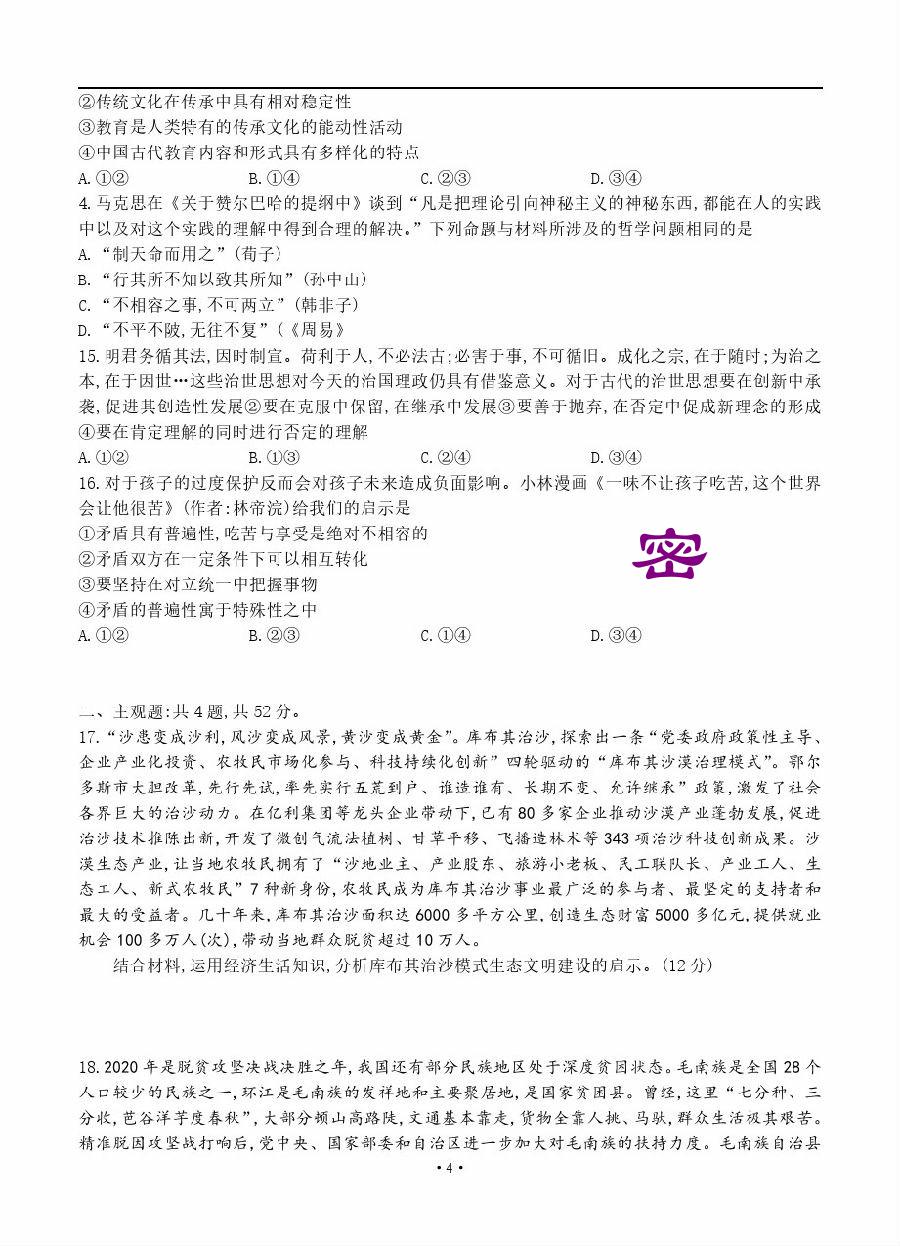 ②传统文化在传承中具有相对稳定性
③教育是人类特有的传承文化的能动性活动
④中国古代教育内容和形式具有多样化的特点
A.①② B.①④ C.②③ D.③④
4.马克思在《关于赞尔巴哈的提纲中》谈到“凡是把理论引向神秘主义的神秘东西,都能在人的实践
中以及对这个实践的理解中得到合理的解决。”下列命题与材料所涉及的哲学问题相同的是
A.“制天命而用之”(荀子)
B.“行其所不知以致其所知”(孙中山)
C.“不相容之事,不可两立”(韩非子)
D.“不平不陂,无往不复”(《周易》
15.明君务循其法,因时制宜。荷利于人,不必法古;必害于事,不可循旧。成化之宗,在于随时;为治之
本,在于因世…这些治世思想对今天的治国理政仍具有借鉴意义。对于古代的治世思想要在创新中承
袭,促进其创造性发展②要在克服中保留,在继承中发展③要善于抛弃,在否定中促成新理念的形成
④要在肯定理解的同时进行否定的理解
A.①② B.①③ C.②④ D.③④
16.对于孩子的过度保护反而会对孩子未来造成负面影响。小林漫画《一味不让孩子吃苦,这个世界
会让他很苦》(作者:林帝浣)给我们的启示是
①矛盾具有普遍性,吃苦与享受是绝对不相容的
②矛盾双方在一定条件下可以相互转化
③要坚持在对立统一中把握事物
④矛盾的普遍性寓于特殊性之中
A.①② B.②③ C.①④ D.③④
密
二、主观题:共4题,共52分。
17.“沙患变成沙利,风沙变成风景,黄沙变成黄金”。库布其治沙,探索出一条“党委政府政策性主导、
企业产业化投资、农牧民市场化参与、科技持续化创新”四轮驱动的“库布其沙漠治理模式”。鄂尔
多斯市大胆改革,先行先试,率先实行五荒到户、谁造谁有、长期不变、允许继承”政策,激发了社会
各界巨大的治沙动力。在亿利集团等龙头企业带动下,已有80多家企业推动沙漠产业蓬勃发展,促进
治沙技术推陈出新,开发了微创气流法植树、甘草平移、飞播造林术等343项治沙科技创新成果。沙
漠生态产业,让当地农牧民拥有了“沙地业主、产业股东、旅游小老板、民工联队长、产业工人、生
态工人、新式农牧民”7种新身份,农牧民成为库布其治沙事业最广泛的参与者、最坚定的支持者和
最大的受益者。几十年来,库布其治沙面积达6000多平方公里,创造生态财富5000多亿元,提供就业
机会100多万人(次),带动当地群众脱贫超过10万人。
结合材料,运用经济生活知识,分析库布其治沙模式生态文明建设的启示。(12分)
18.2020年是脱贫攻坚决战决胜之年,我国还有部分民族地区处于深度贫困状态。毛南族是全国28个
人口较少的民族之一,环江是毛南族的发祥地和主要聚居地,是国家贫困县。曾经,这里“七分种、三
分收,芭谷洋芋度春秋”,大部分倾山高路陡,交通基本靠走,货物全靠人挑、马驮,群众生活极其艰苦。
精准脱困攻坚战打响后,党中央、国家部委和自治区进一步加大对毛南族的扶持力度。毛南族自治县
·4·